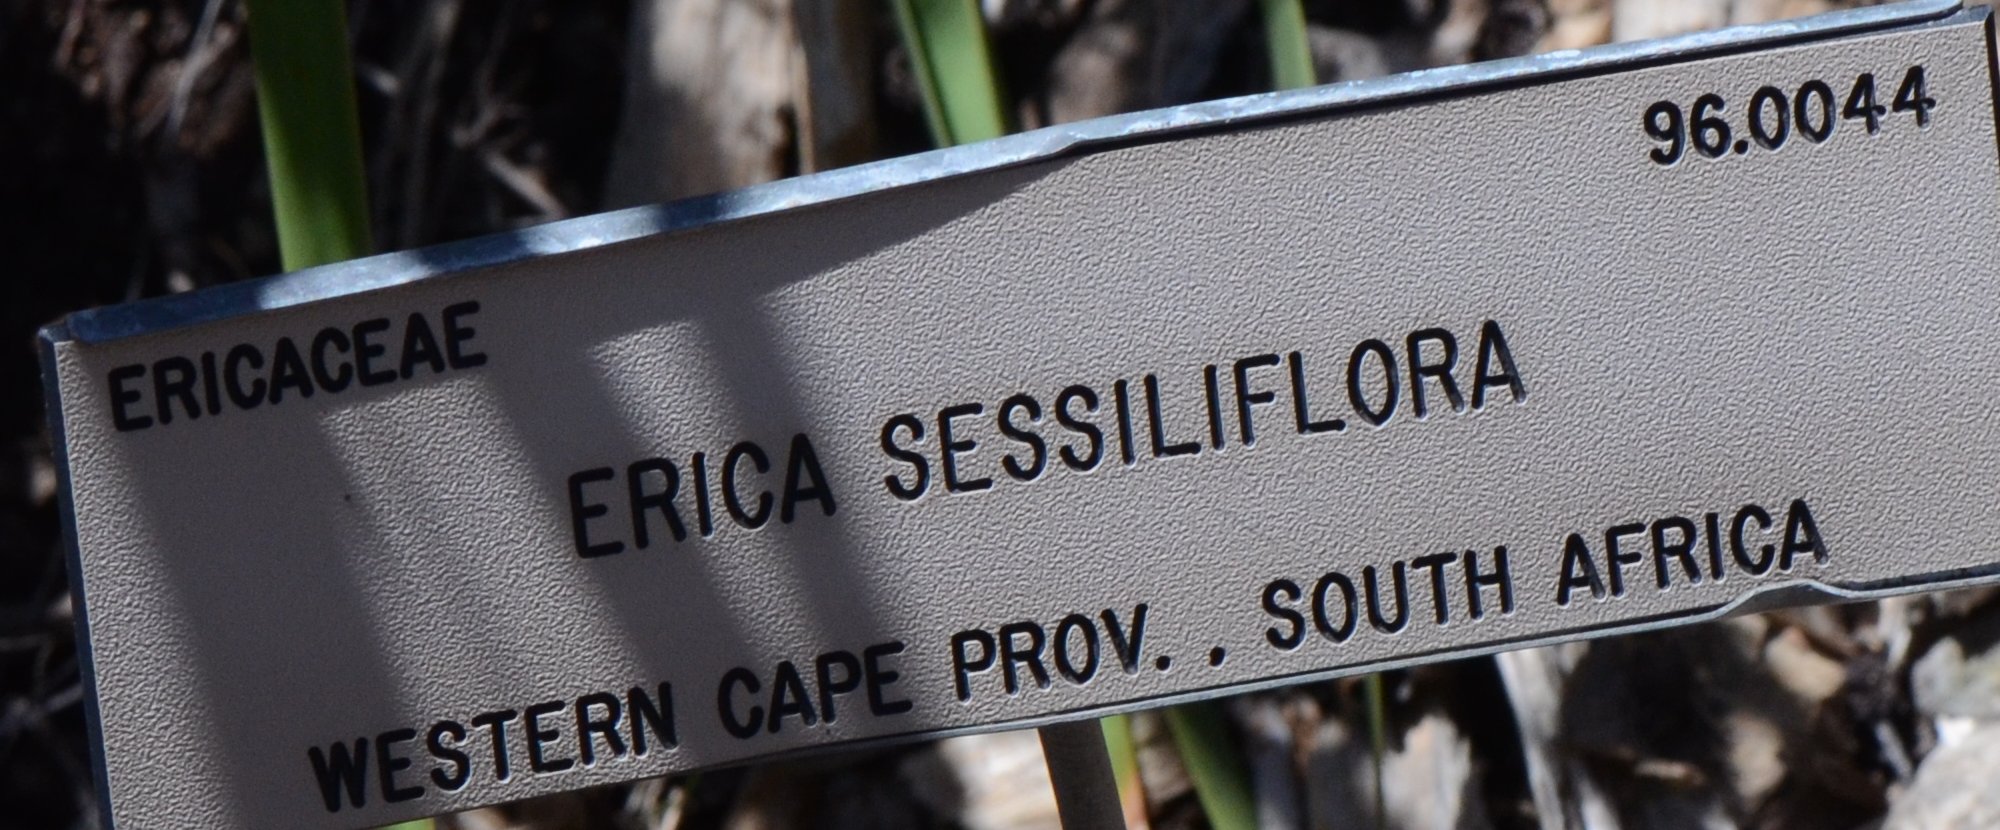 96.0044
ERICACEAE
ERICA SESSILIFLORA
WESTERN CAPE PROV., SOUTH AFRICA